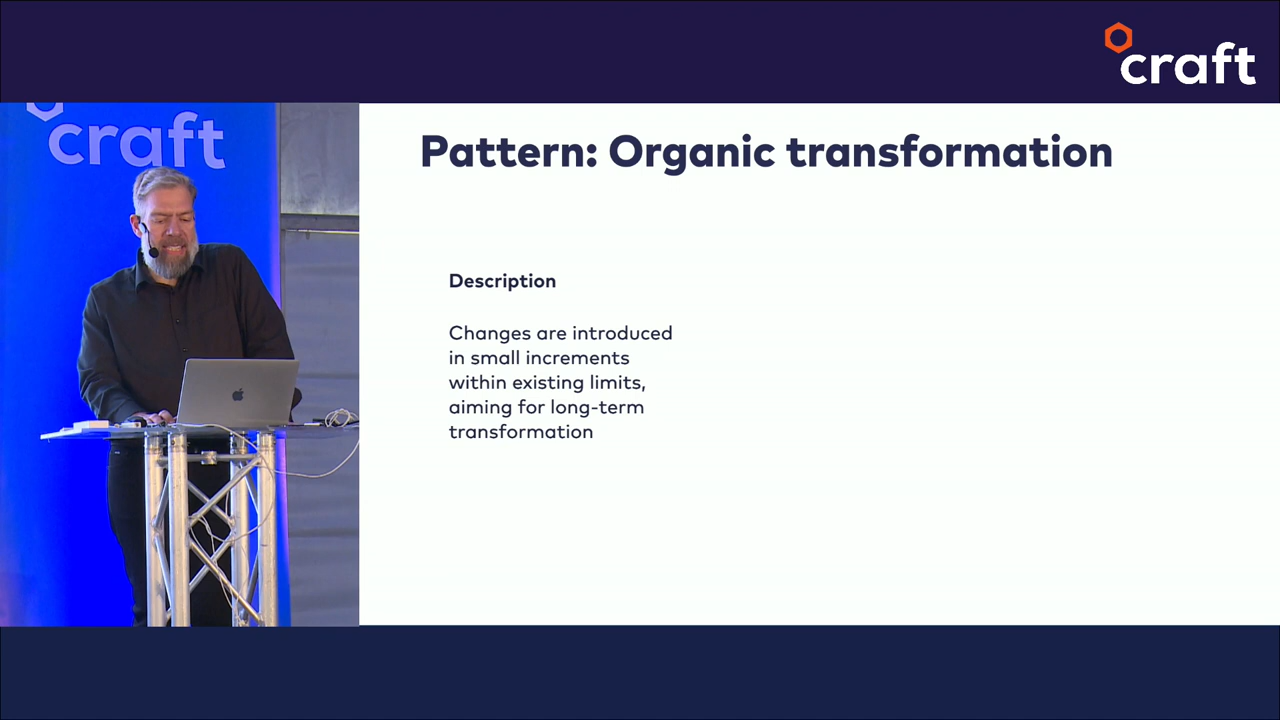 craft
craft
Pattern: Organic transformation
Description
Changes are introduced
in small increments
within existing limits,
aiming for long-term
transformation